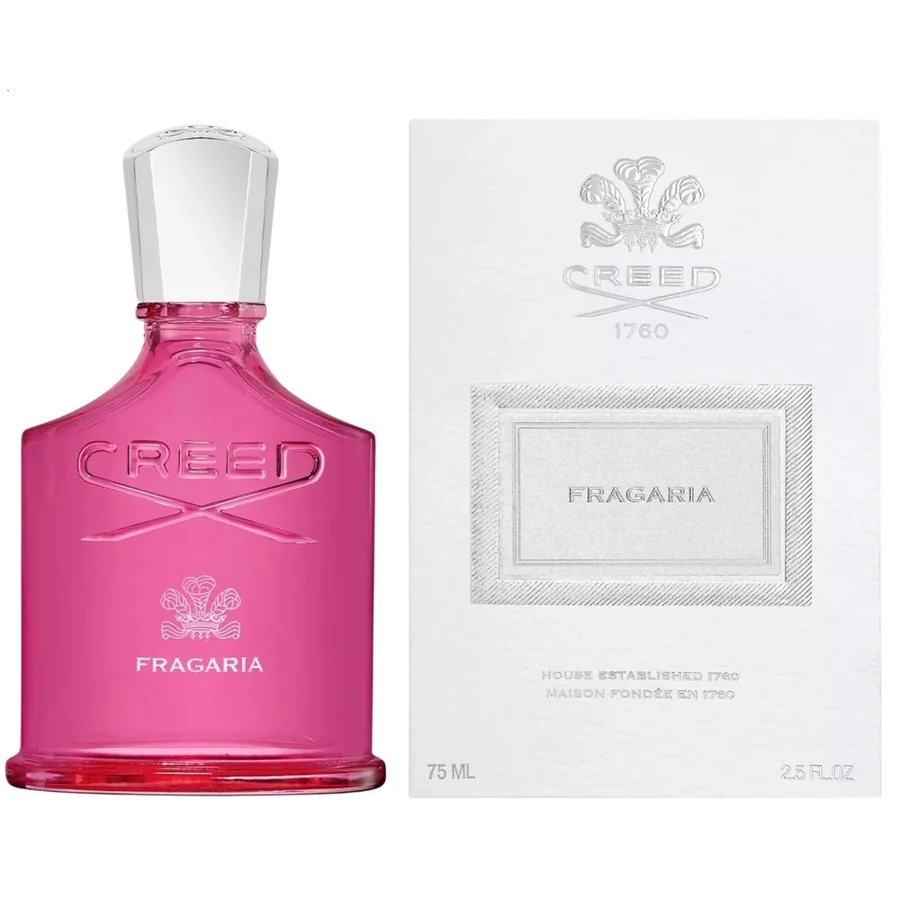 CREED
FRAGARIA
CREED
1760
FRAGARIA
HOUSE ESTABLISHED 1760
MAISON FONDÉE EN 1760
75 ML
2.5 FL.OZ